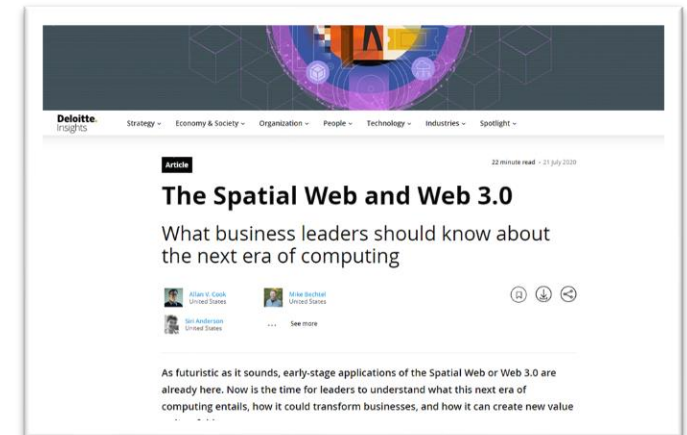 Deloitte.
Insights
Strategy Economy & Society Organization People Technology Industries Spotlight
Article
22 minute read • 21 July 2020
The Spatial Web and Web 3.0
What business leaders should know about
the next era of computing
Allan V. Cook
United States
Mike Bechtel
United States
Siri Anderson
United States
... See more
As futuristic as it sounds, early-stage applications of the Spatial Web or Web 3.0 are
already here. Now is the time for leaders to understand what this next era of
computing entails, how it could transform businesses, and how it can create new value